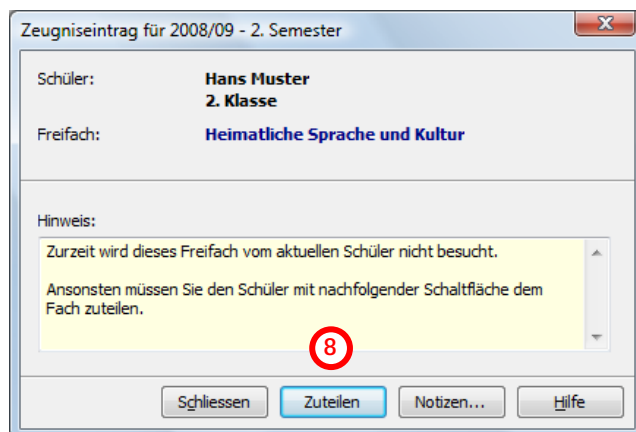 Zeugniseintrag für 2008/09 - 2. Semester
Schüler: Hans Muster
2. Klasse
Freifach: Heimatliche Sprache und Kultur
Hinweis:
Zurzeit wird dieses Freifach vom aktuellen Schüler nicht besucht.
Ansonsten müssen Sie den Schüler mit nachfolgender Schaltfläche dem
Fach zuteilen.
8
Schliessen Zuteilen Notizen... Hilfe